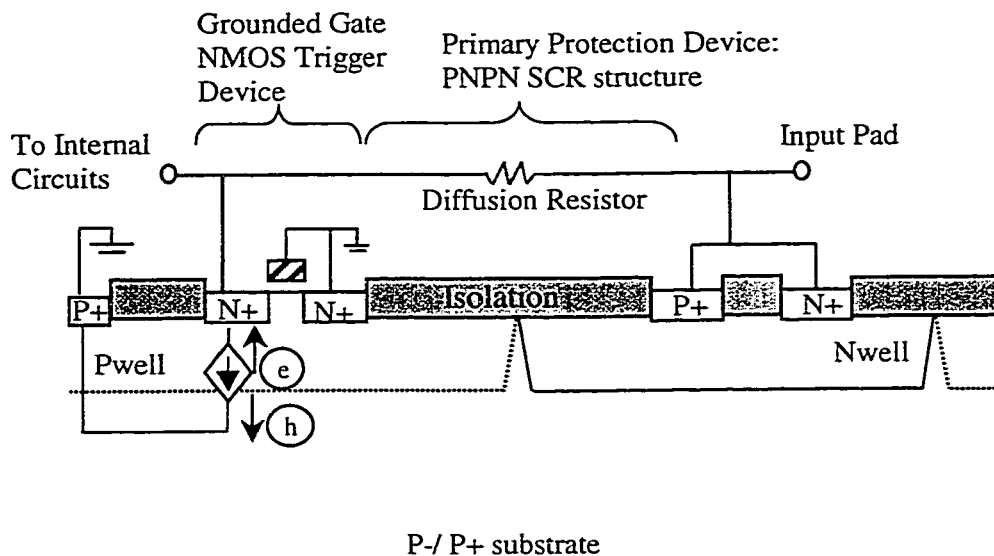 Grounded Gate
NMOS Trigger
Device
Primary Protection Device:
PNPN SCR structure
To Internal
Circuits
Input Pad
Diffusion Resistor
P+
N+
N+
Isolation
P+
N+
Pwell
e
Nwell
h
P-/ P+ substrate